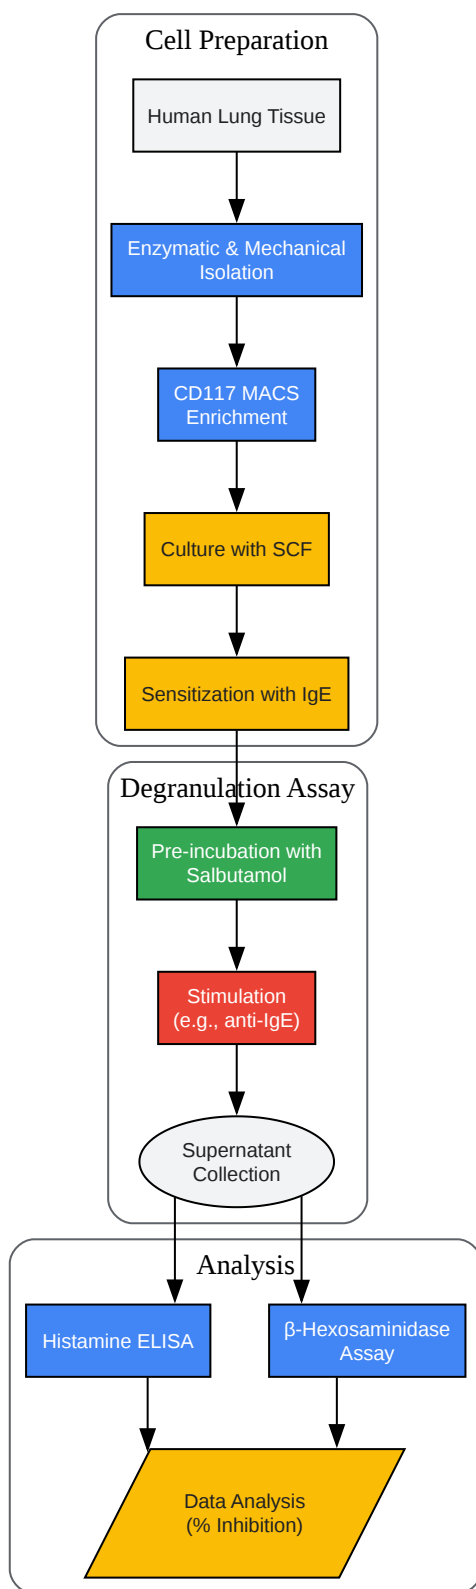 Cell Preparation
Human Lung Tissue
Enzymatic & Mechanical
Isolation
CD117 MACS
Enrichment
Culture with SCF
Sensitization with IgE
Degranulation Assay
Pre-incubation with
Salbutamol
Stimulation
(e.g., anti-IgE)
Supernatant
Collection
Analysis
Histamine ELISA
β-Hexosaminidase
Assay
Data Analysis
(% Inhibition)